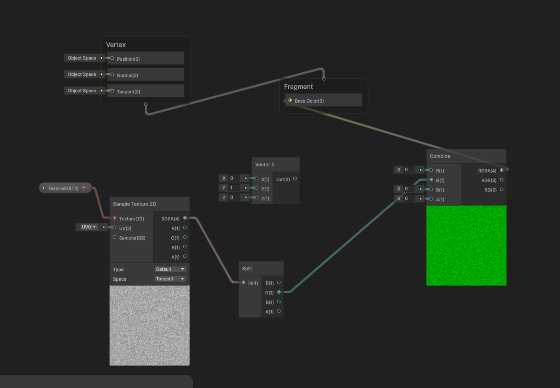 Vertex
Object Space
Position(3)
Object Space
Normal(3)
Object Space
Tangent(3)
Fragment
Base Color(3)
Vector 3
X 0
X(1)
Out(3)
Y 1
Y(1)
Z 0
Z(1)
Combine
X 0
R(1)
RGBA(4)
G(1)
RGB(3)
X 0
B(1)
RG(2)
X 0
A(1)
Sample Texture 2D
Texture(T2)
RGBA(4)
UV0
UV(2)
R(1)
Sampler(SS)
G(1)
B(1)
A(1)
Type
Default
Space
Tangent
Split
In(4)
R(1)
G(1)
B(1)
A(1)